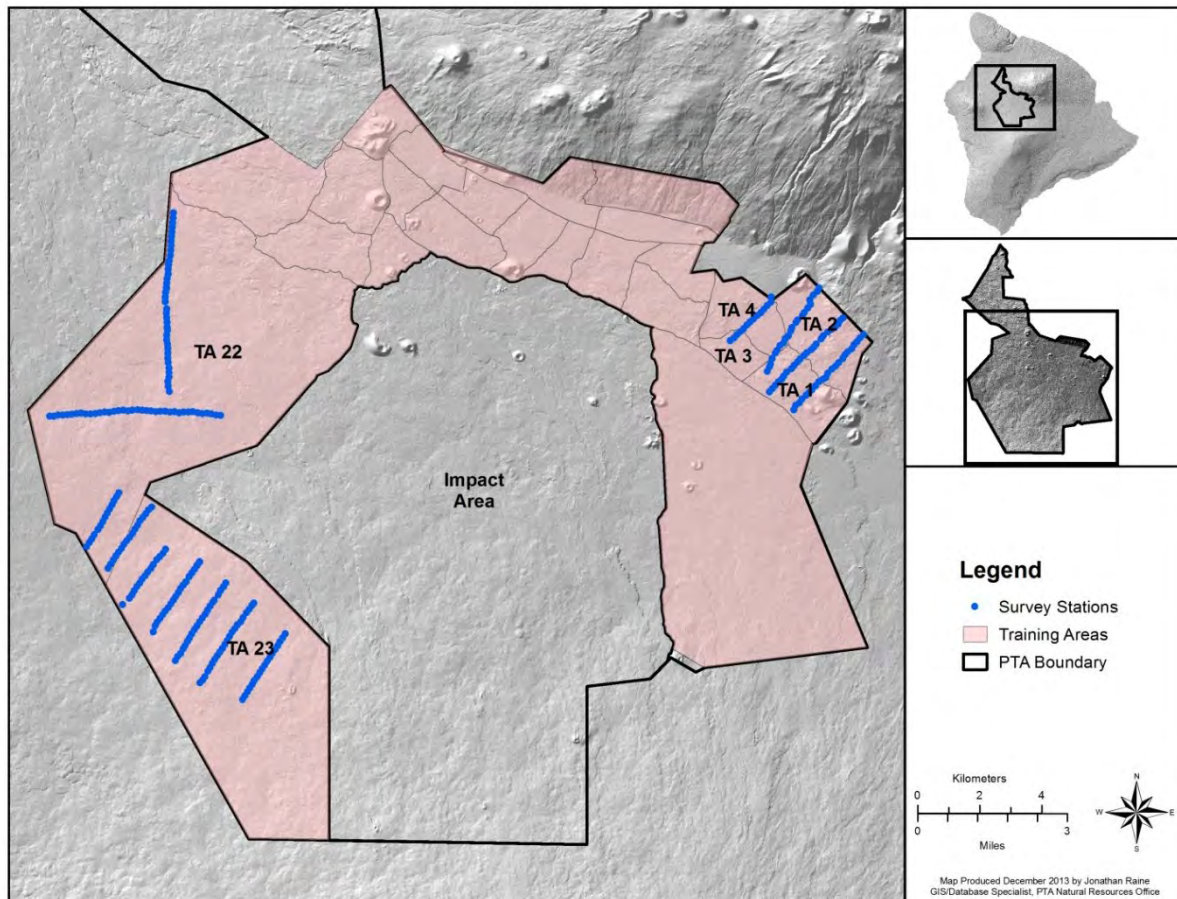 TA 22
TA 4
TA 2
TA 3
TA 1
Impact
Area
TA 23
Legend
Survey Stations
Training Areas
PTA Boundary
Kilometers
0 2 4
0 3
Miles
N
W E
S
Map Produced December 2013 by Jonathan Raine
GIS/Database Specialist, PTA Natural Resources Office